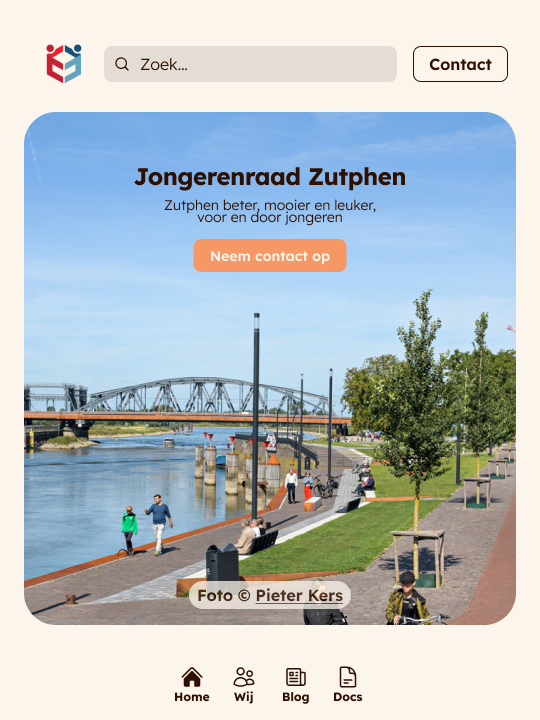 Zoek...
Contact
Jongerenraad Zutphen
Zutphen beter, mooier en leuker,
voor en door jongeren
Neem contact op
Foto © Pieter Kers
Home
Wij
Blog
Docs